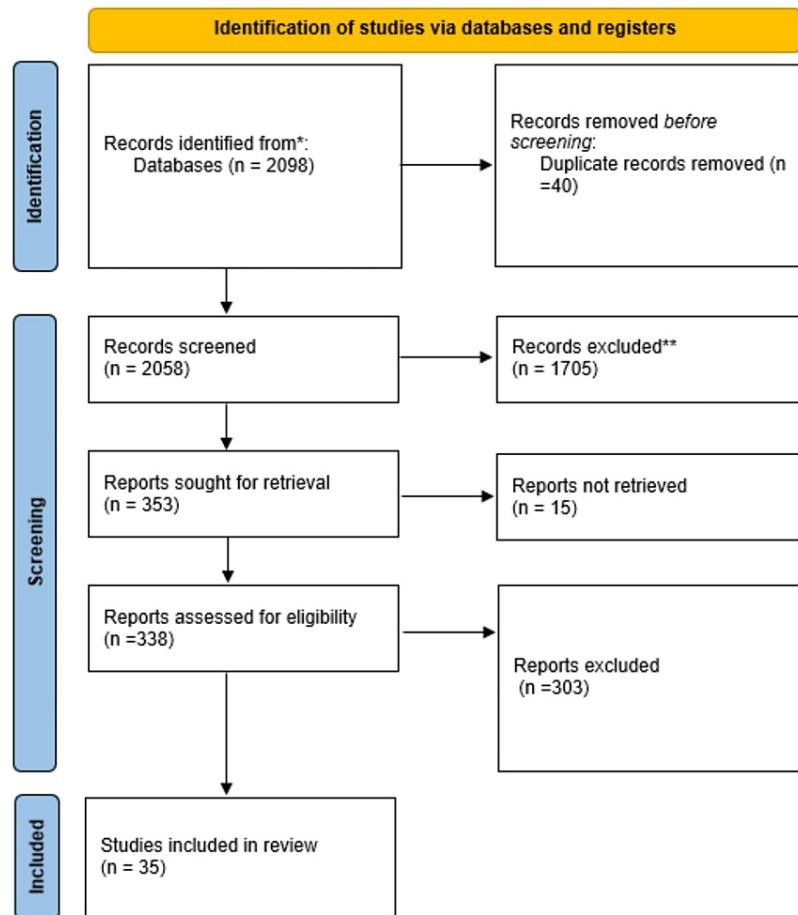 Identification of studies via databases and registers
Identification
Records identified from*:
Databases (n = 2098)
Records removed before
screening:
Duplicate records removed (n
=40)
Screening
Records screened
(n = 2058)
Records excluded**
(n = 1705)
Reports sought for retrieval
(n = 353)
Reports not retrieved
(n = 15)
Reports assessed for eligibility
(n =338)
Reports excluded
(n =303)
Included
Studies included in review
(n = 35)